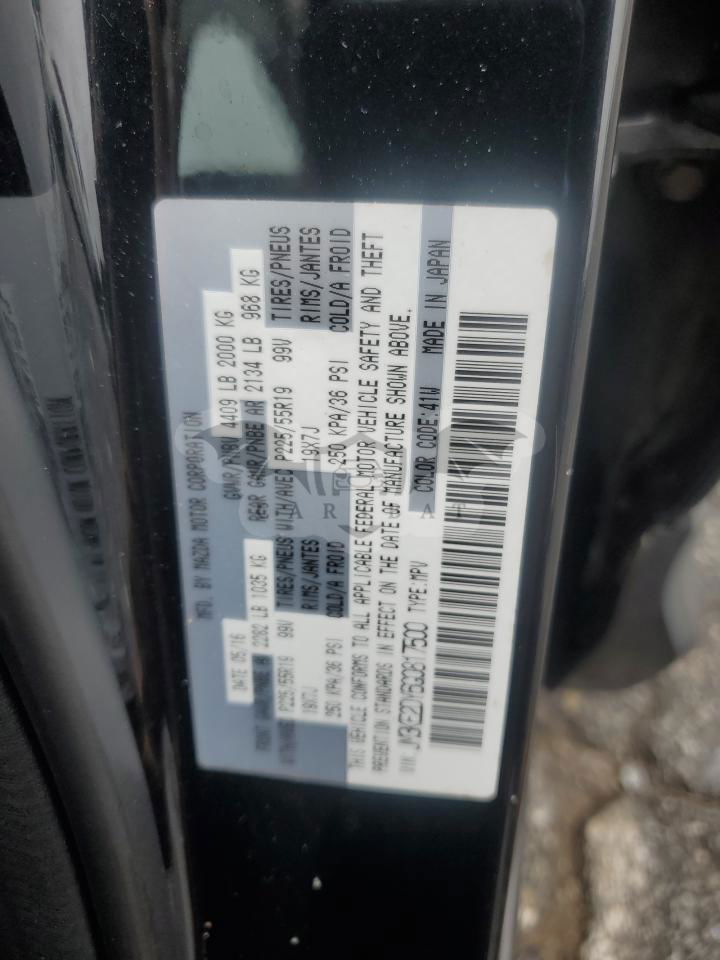 MFD. BY MAZDA MOTOR CORPORATION
DATE 05/16 GVWR/PNBV 4409 LB 2000 KG
2282 LB 1035 KG REAR GAWR/PNBE AR 2134 LB 968 KG
P225/55R19 99V TIRES/PNEUS WITH/AVEC P225/55R19 99V TIRES/PNEUS
19X7J RIMS/JANTES 19X7J RIMS/JANTES
250 KPA/36 PSI COLD/A FROID 250 KPA/36 PSI COLD/A FROID
THIS VEHICLE CONFORMS TO ALL APPLICABLE FEDERAL MOTOR VEHICLE SAFETY AND THEFT
PREVENTION STANDARDS IN EFFECT ON THE DATE OF MANUFACTURE SHOWN ABOVE.
VIN. TYPE:MPV COLOR CODE:41W MADE IN JAPAN